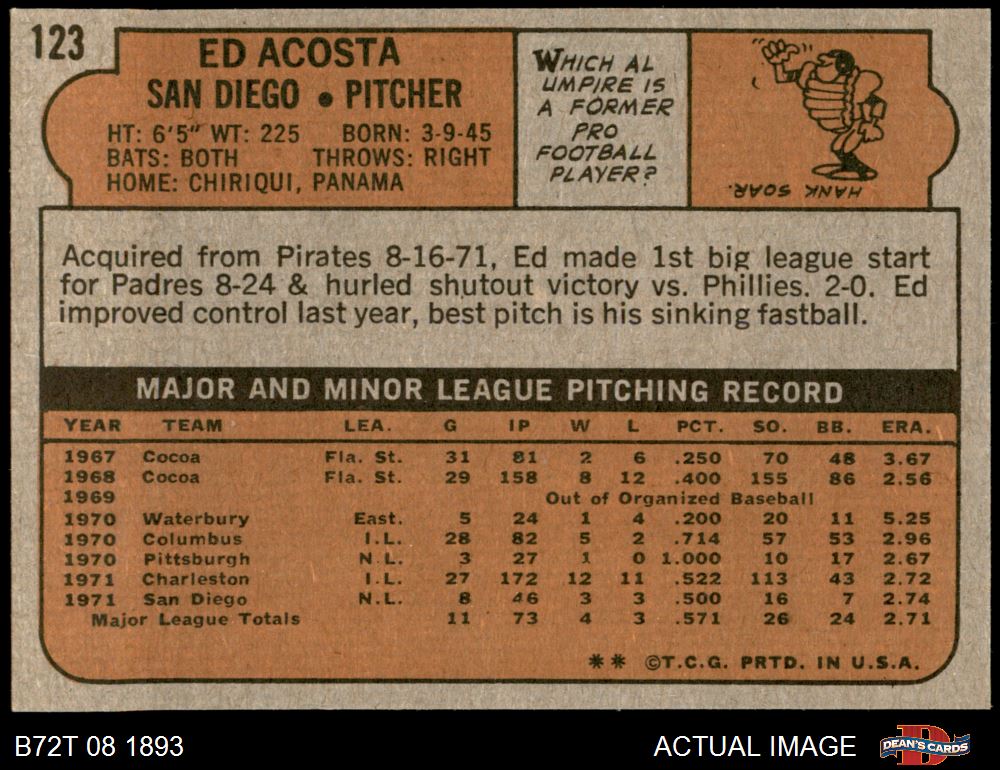 123
ED ACOSTA
SAN DIEGO • PITCHER
HT: 6'5" WT: 225 BORN: 3-9-45
BATS: BOTH THROWS: RIGHT
HOME: CHIRIQUI, PANAMA
WHICH AL
UMPIRE IS
A FORMER
PRO
FOOTBALL
PLAYER?
HANK SOAR.
Acquired from Pirates 8-16-71, Ed made 1st big league start
for Padres 8-24 & hurled shutout victory vs. Phillies. 2-0. Ed
improved control last year, best pitch is his sinking fastball.
MAJOR AND MINOR LEAGUE PITCHING RECORD
YEAR TEAM LEA. G IP W L PCT. SO. BB. ERA.
1967 Cocoa Fla. St. 31 81 2 6 .250 70 48 3.67
1968 Cocoa Fla. St. 29 158 8 12 .400 155 86 2.56
1969 Out of Organized Baseball
1970 Waterbury East. 5 24 1 4 .200 20 11 5.25
1970 Columbus I.L. 28 82 5 2 .714 57 53 2.96
1970 Pittsburgh N.L. 3 27 1 0 1.000 10 17 2.67
1971 Charleston I.L. 27 172 12 11 .522 113 43 2.72
1971 San Diego N.L. 8 46 3 3 .500 16 7 2.74
Major League Totals 11 73 4 3 .571 26 24 2.71
** ©T.C.G. PRTD. IN U.S.A.
B72T 08 1893 ACTUAL IMAGE
D
DEAN'S CARDS